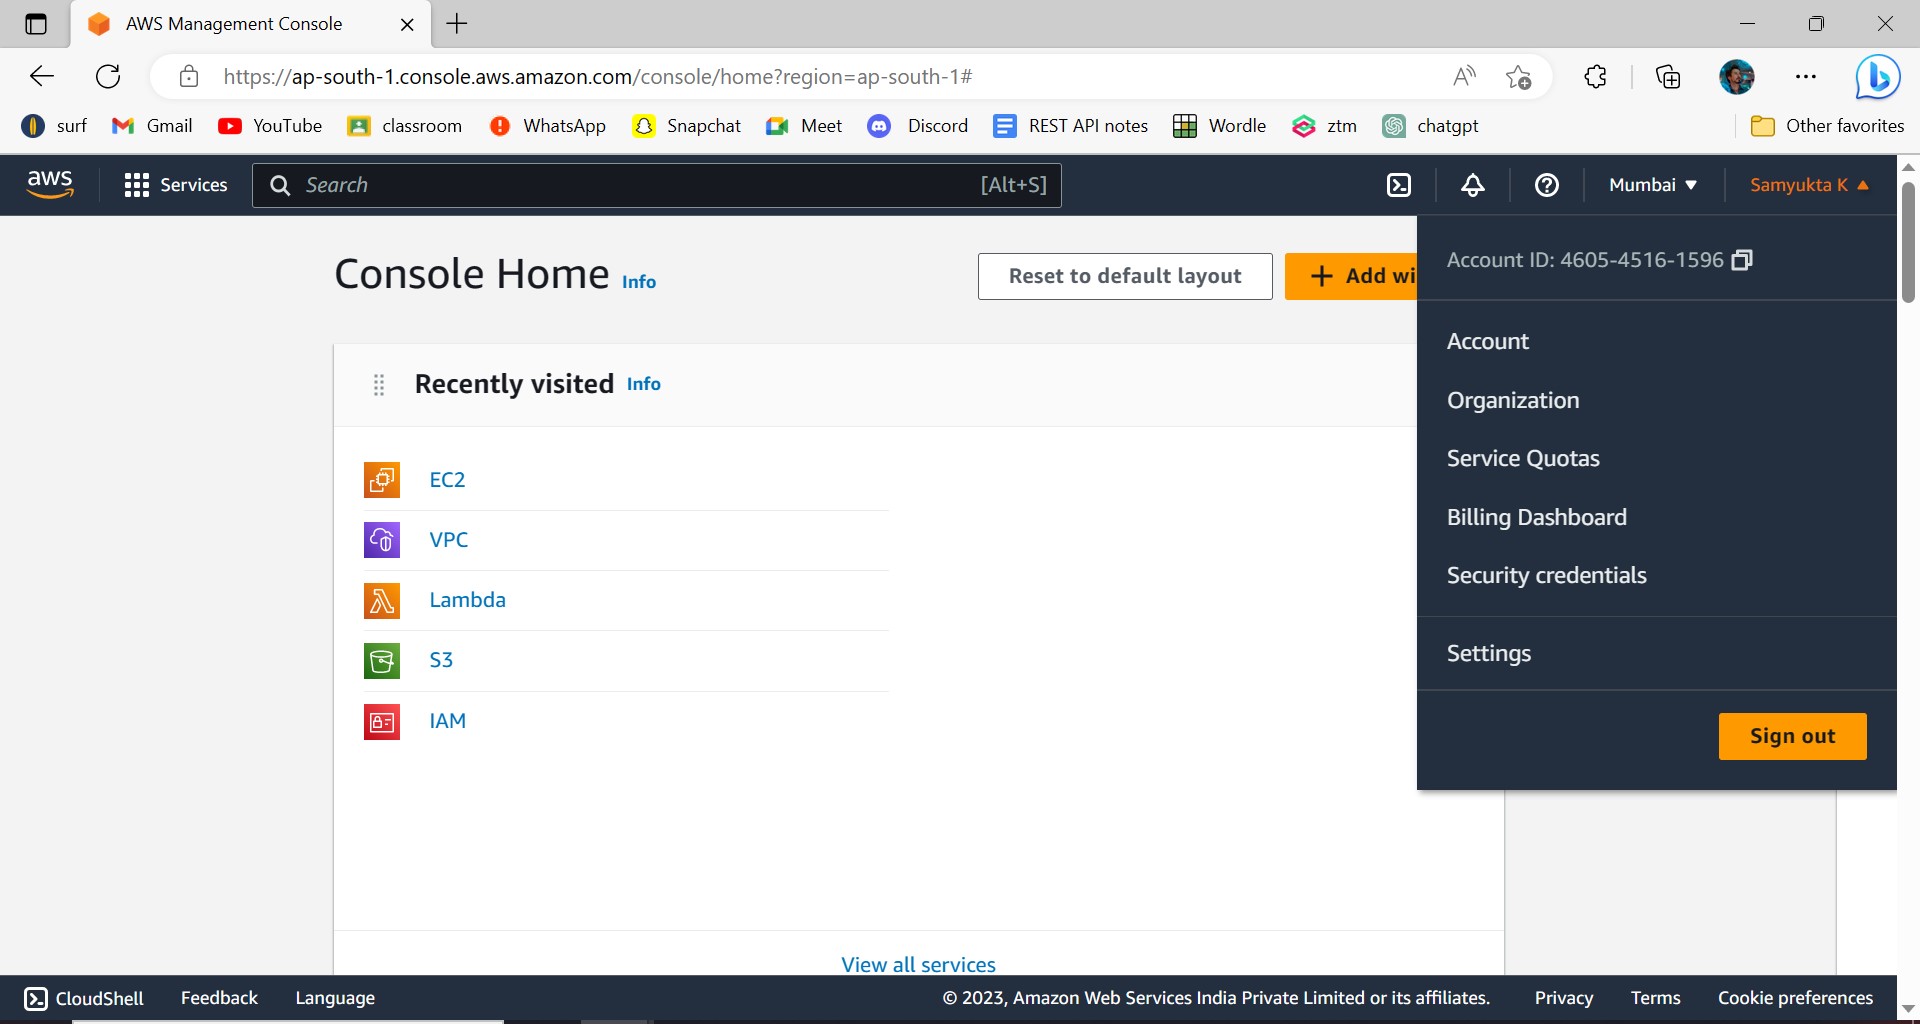 AWS Management Console
https://ap-south-1.console.aws.amazon.com/console/home?region=ap-south-1#
surf Gmail YouTube classroom WhatsApp Snapchat Meet Discord REST API notes Wordle ztm chatgpt Other favorites
aws Services Search [Alt+S] Mumbai Samyukta K
Console Home Info Reset to default layout + Add wi
Account ID: 4605-4516-1596
Account
Organization
Service Quotas
Billing Dashboard
Security credentials
Settings
Sign out
Recently visited Info
EC2
VPC
Lambda
S3
IAM
View all services
CloudShell Feedback Language © 2023, Amazon Web Services India Private Limited or its affiliates. Privacy Terms Cookie preferences